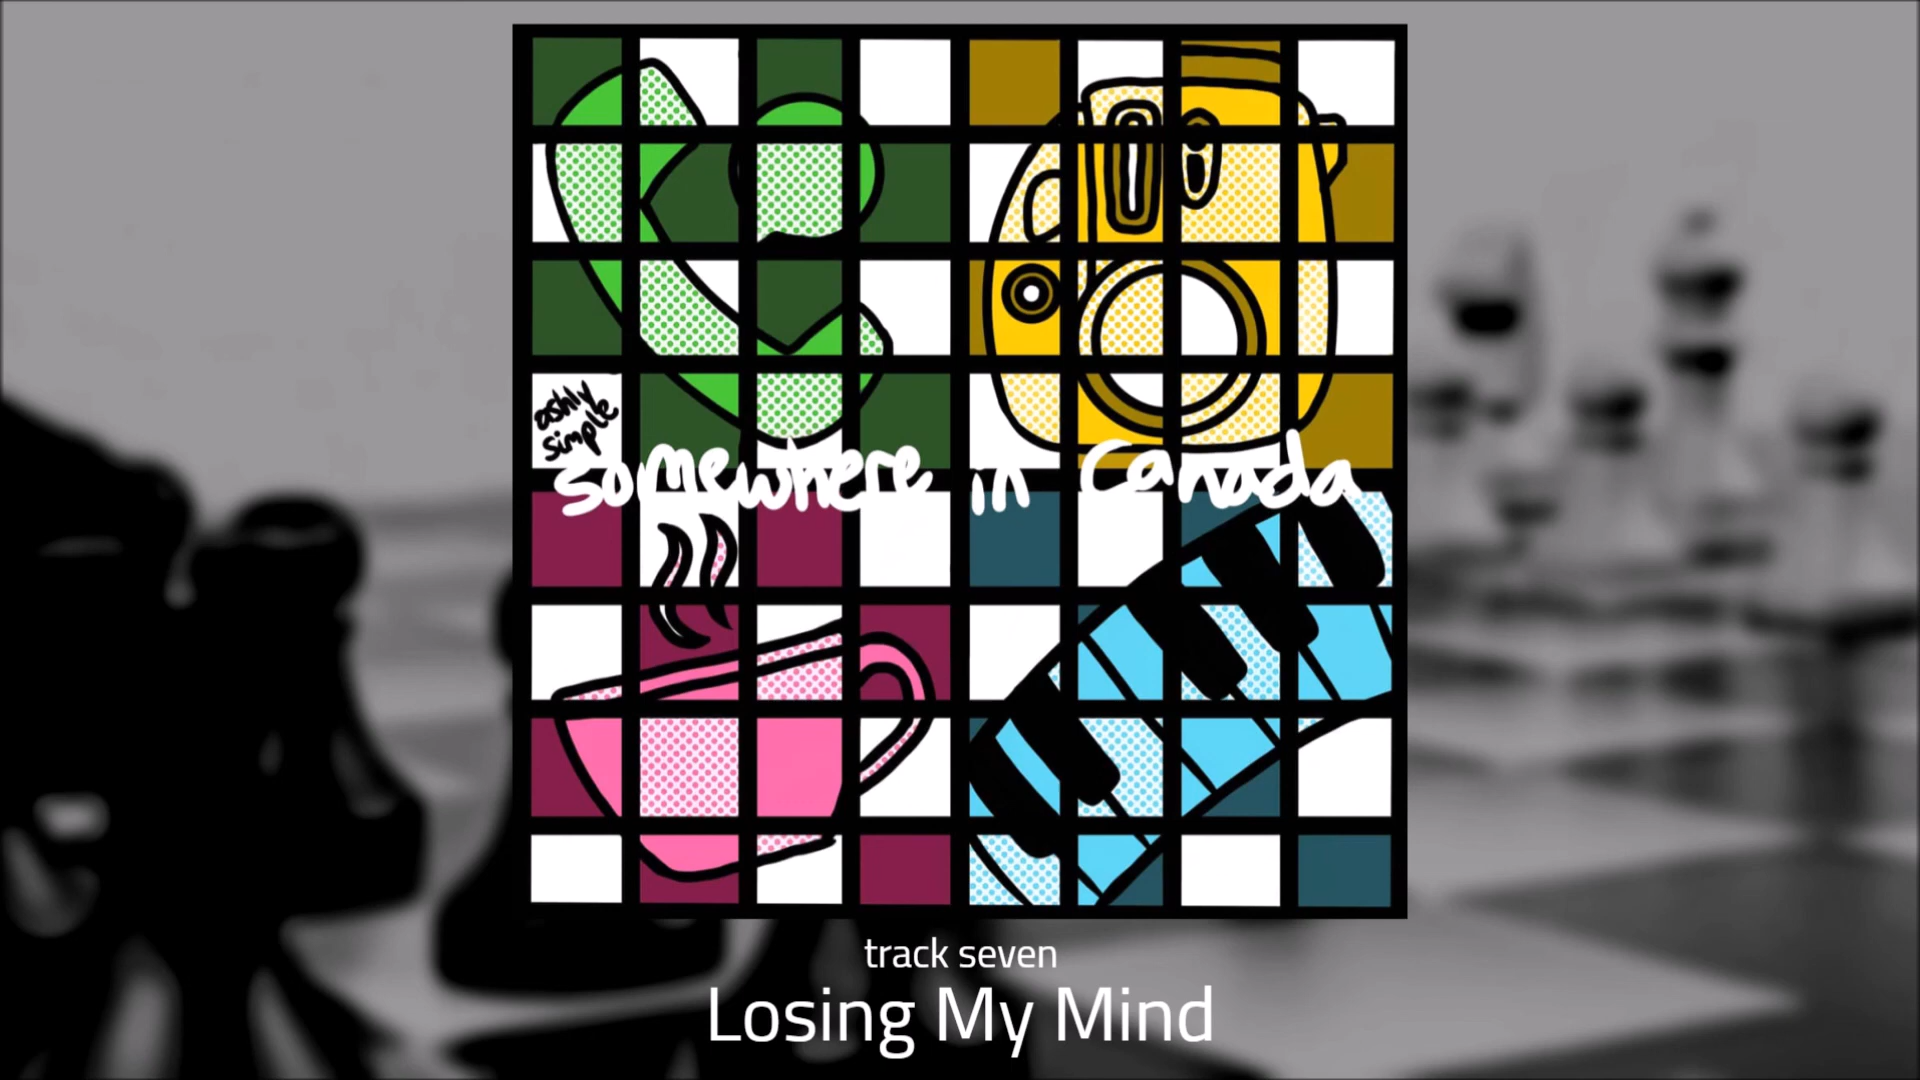 ashly
simple
somewhere in canada
track seven
Losing My Mind